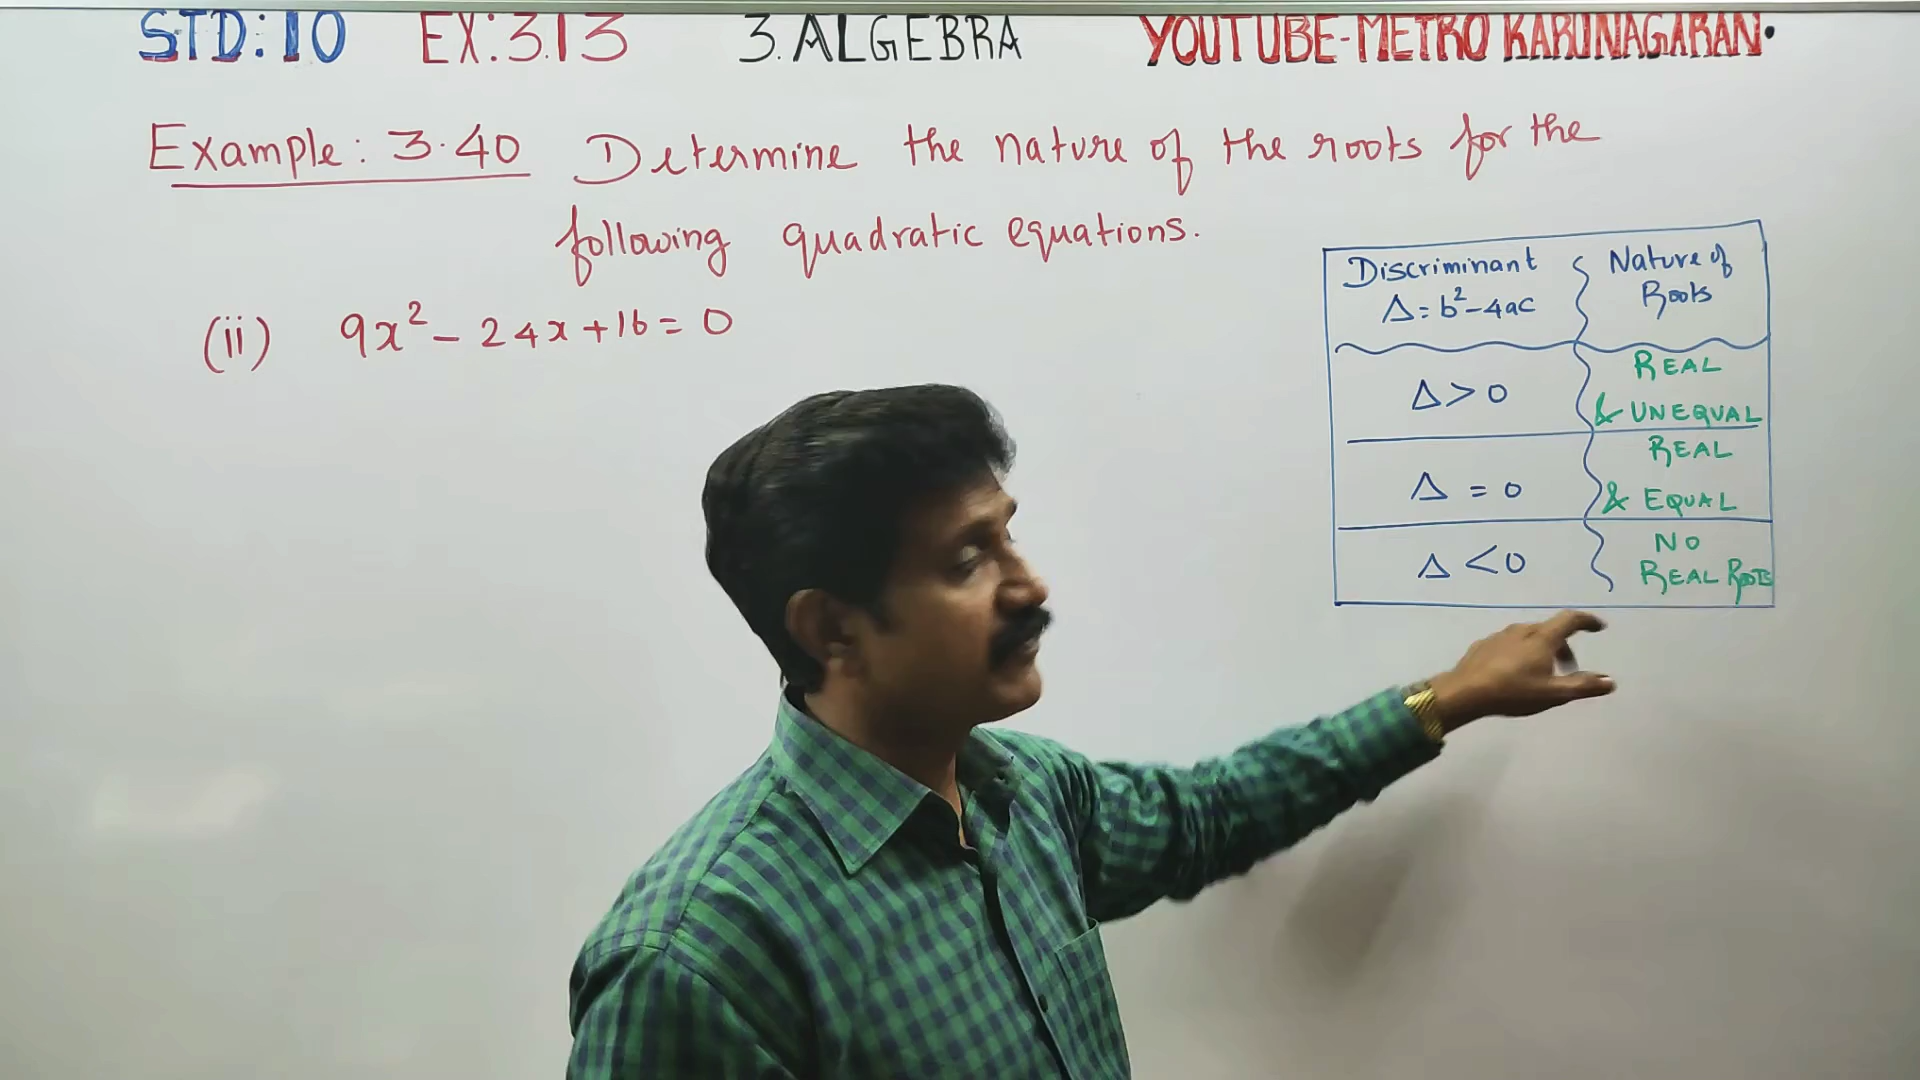 STD:10 EX:3.13 3.ALGEBRA YOUTUBE-METRO KARUNAGARAN.
Example: 3.40 Determine the nature of the roots for the
following quadratic equations.
(ii) 9x² - 24x + 16 = 0
Discriminant Nature of
Δ = b² - 4ac Roots
Δ > 0 REAL
& UNEQUAL
Δ = 0 REAL
& EQUAL
Δ < 0 NO
REAL ROOTS